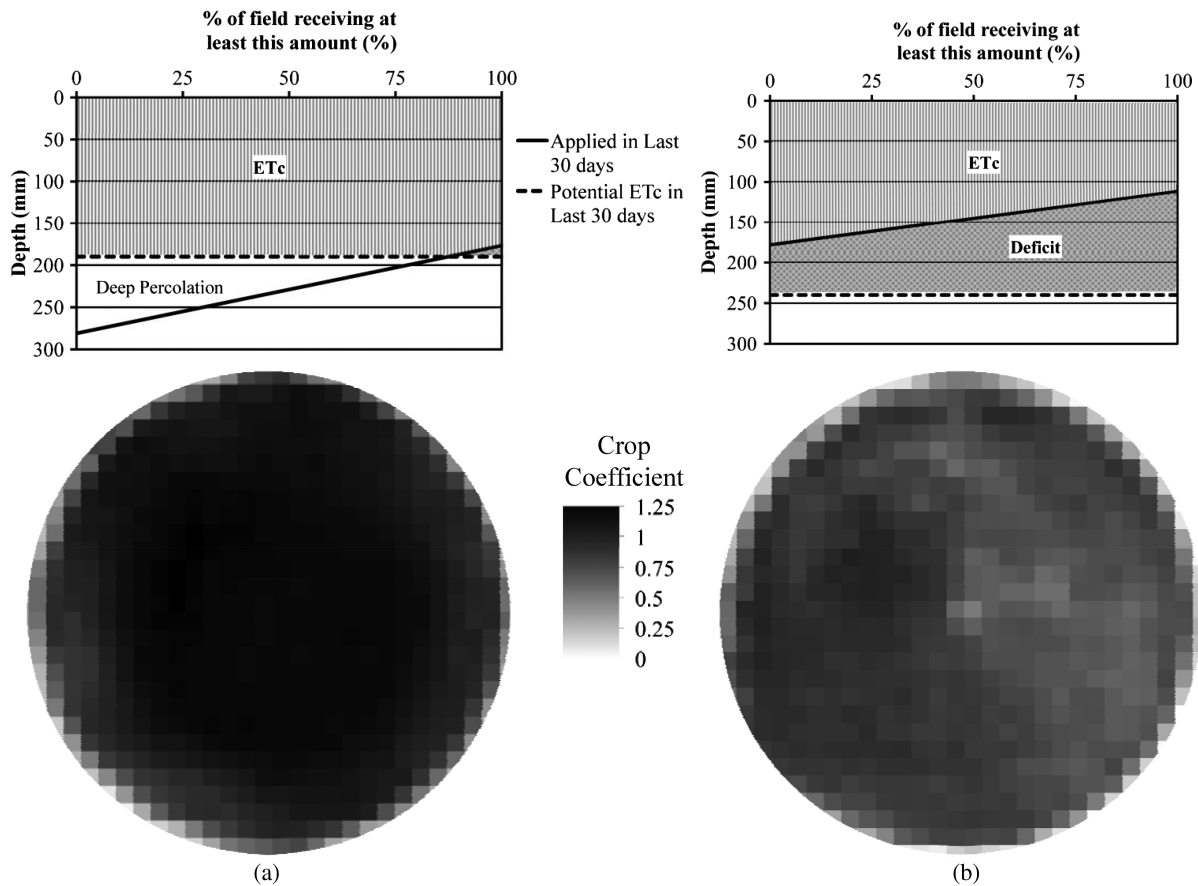 % of field receiving at
least this amount (%)
0 25 50 75 100
0
50
100
150
200
250
300
Depth (mm)
ETc
Deep Percolation
Applied in Last
30 days
Potential ETc in
Last 30 days
% of field receiving at
least this amount (%)
0 25 50 75 100
0
50
100
150
200
250
300
Depth (mm)
ETc
Deficit
Crop
Coefficient
1.25
1
0.75
0.5
0.25
0
(a)
(b)